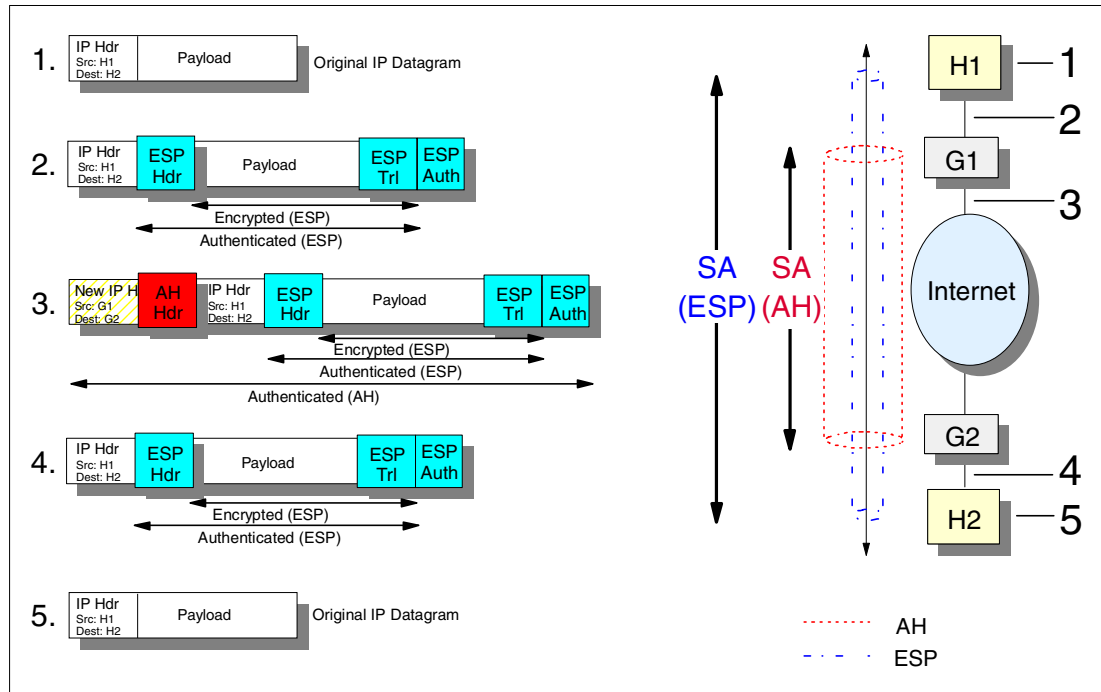 1.
IP Hdr
Src: H1
Dest: H2
Payload
Original IP Datagram
2.
IP Hdr
Src: H1
Dest: H2
ESP
Hdr
Payload
ESP
Trl
ESP
Auth
Encrypted (ESP)
Authenticated (ESP)
3.
New IP H
Src: G1
Dest: G2
AH
Hdr
IP Hdr
Src: H1
Dest: H2
ESP
Hdr
Payload
ESP
Trl
ESP
Auth
Encrypted (ESP)
Authenticated (ESP)
Authenticated (AH)
4.
IP Hdr
Src: H1
Dest: H2
ESP
Hdr
Payload
ESP
Trl
ESP
Auth
Encrypted (ESP)
Authenticated (ESP)
5.
IP Hdr
Src: H1
Dest: H2
Payload
Original IP Datagram
SA
(ESP)
SA
(AH)
H1
1
2
G1
3
Internet
G2
4
H2
5
AH
ESP